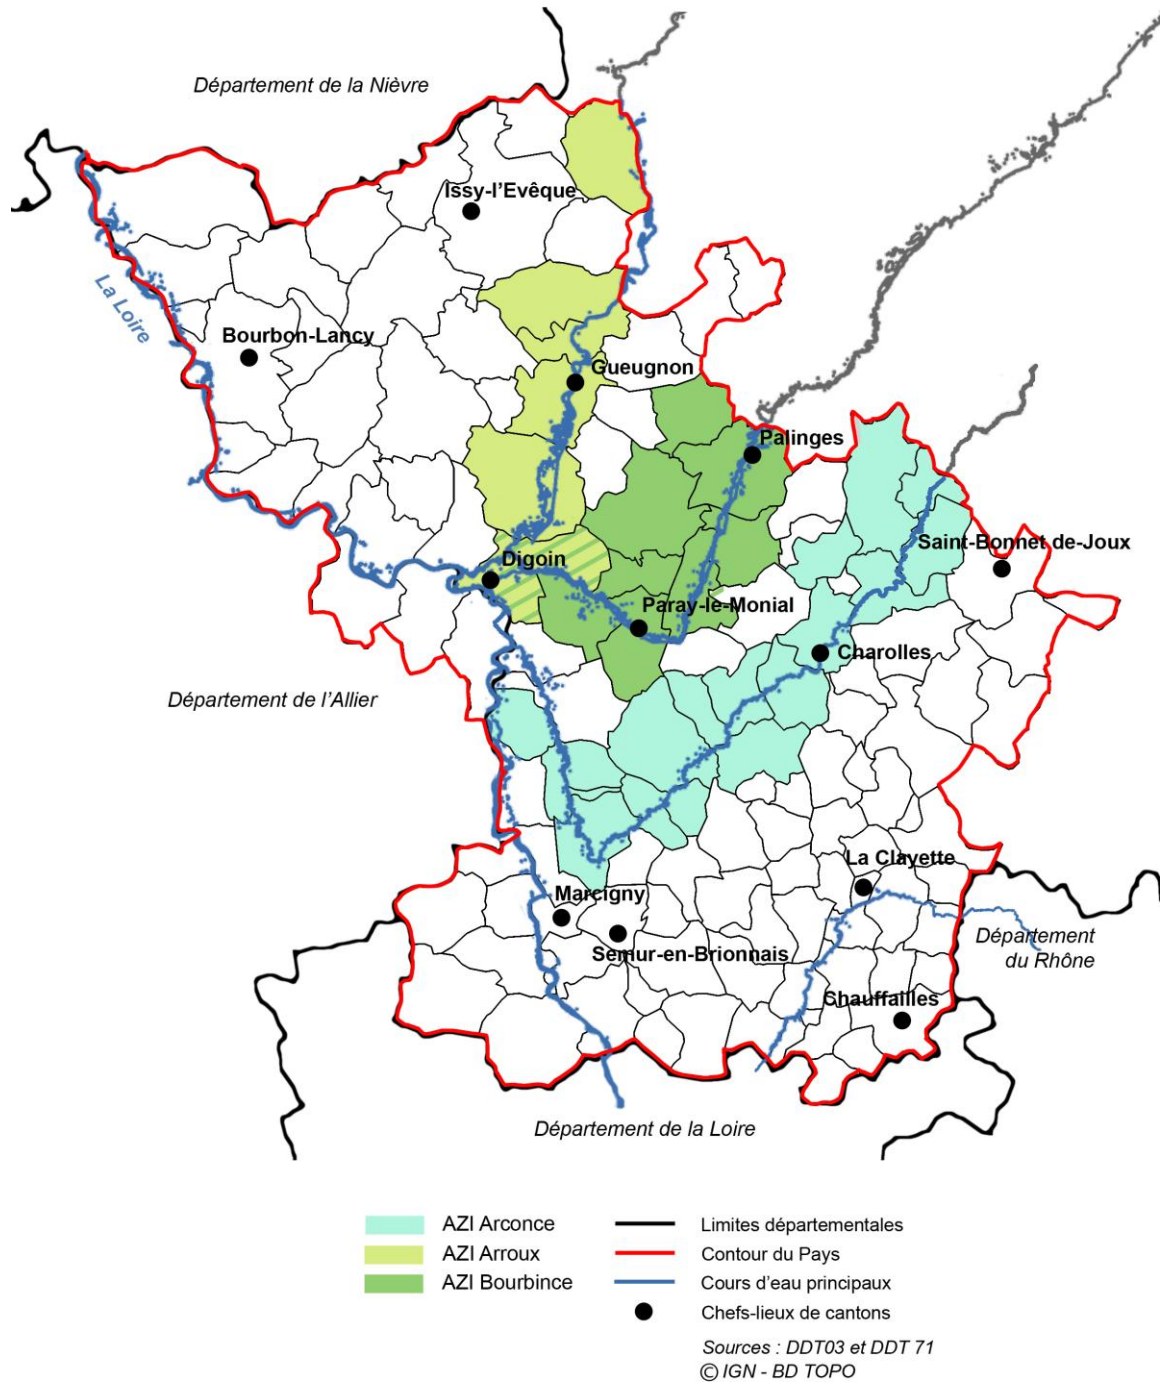 Département de la Nièvre
Issy-l'Evêque
La Loire
Bourbon-Lancy
Gueugnon
Palinges
Saint-Bonnet-de-Joux
Digoin
Paray-le-Monial
Charolles
Département de l'Allier
La Clayette
Marcigny
Semur-en-Brionnais
Département
du Rhône
Chauffailles
Département de la Loire
AZI Arconce
AZI Arroux
AZI Bourbince
Limites départementales
Contour du Pays
Cours d'eau principaux
Chefs-lieux de cantons
Sources : DDT03 et DDT 71
© IGN - BD TOPO